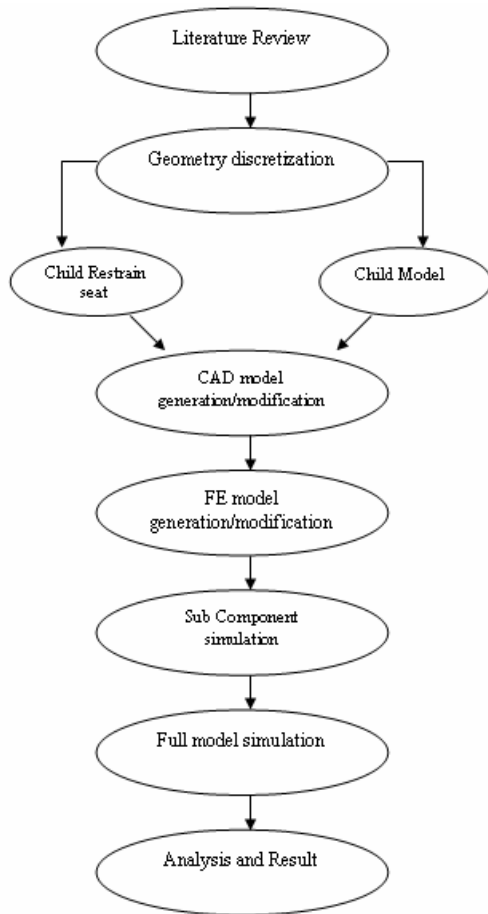 Literature Review
Geometry discretization
Child Restrain
seat
Child Model
CAD model
generation/modification
FE model
generation/modification
Sub Component
simulation
Full model simulation
Analysis and Result